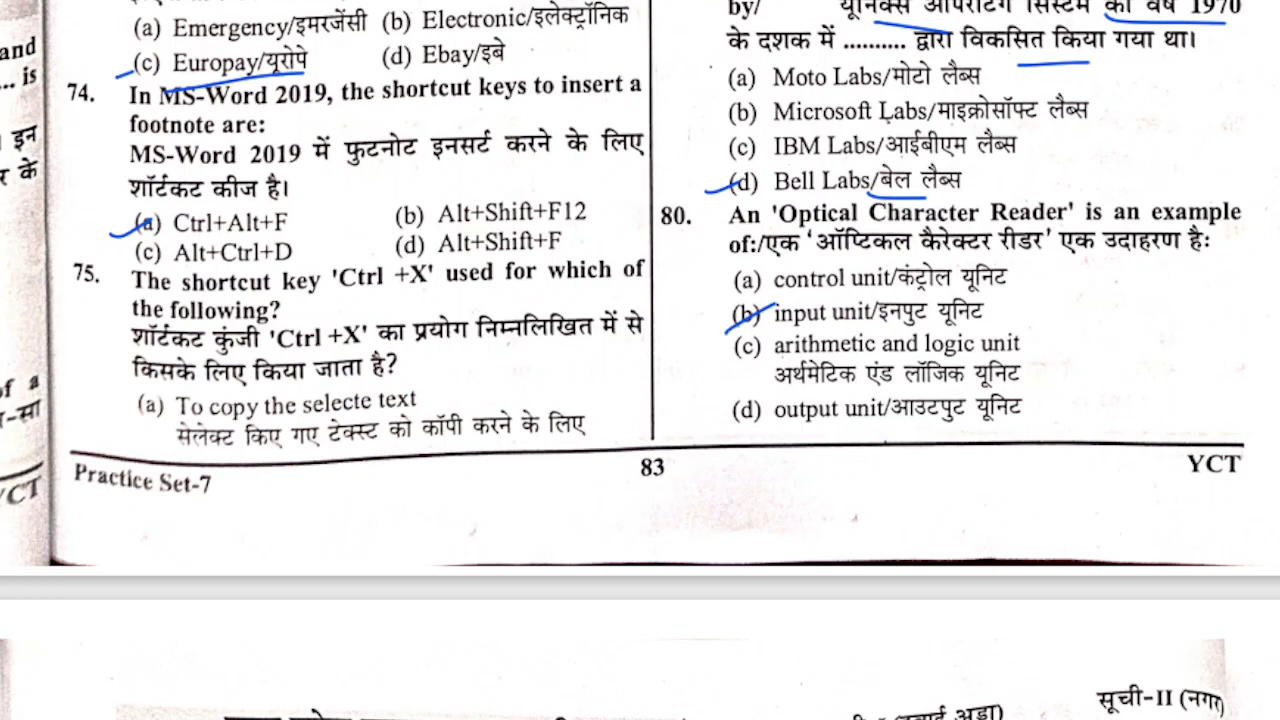 and
... is
इन
र के
f a
YCT
(a) Emergency/इमरजेंसी (b) Electronic/इलेक्ट्रॉनिक
(c) Europay/यूरोपे (d) Ebay/इबे
74. In MS-Word 2019, the shortcut keys to insert a
footnote are:
MS-Word 2019 में फुटनोट इनसर्ट करने के लिए
शॉर्टकट कीज है।
(a) Ctrl+Alt+F (b) Alt+Shift+F12
(c) Alt+Ctrl+D (d) Alt+Shift+F
75. The shortcut key 'Ctrl +X' used for which of
the following?
शॉर्टकट कुंजी 'Ctrl +X' का प्रयोग निम्नलिखित में से
किसके लिए किया जाता है?
(a) To copy the selecte text
सेलेक्ट किए गए टेक्स्ट को कॉपी करने के लिए
by/ यूनिक्स ऑपरेटिंग सिस्टम को वर्ष 1970
के दशक में .......... द्वारा विकसित किया गया था।
(a) Moto Labs/मोटो लैब्स
(b) Microsoft Labs/माइक्रोसॉफ्ट लैब्स
(c) IBM Labs/आईबीएम लैब्स
(d) Bell Labs/बेल लैब्स
80. An 'Optical Character Reader' is an example
of:/एक 'ऑप्टिकल कैरेक्टर रीडर' एक उदाहरण है:
(a) control unit/कंट्रोल यूनिट
(b) input unit/इनपुट यूनिट
(c) arithmetic and logic unit
अर्थमेटिक एंड लॉजिक यूनिट
(d) output unit/आउटपुट यूनिट
Practice Set-7 83 YCT
सूची-II (नगर)